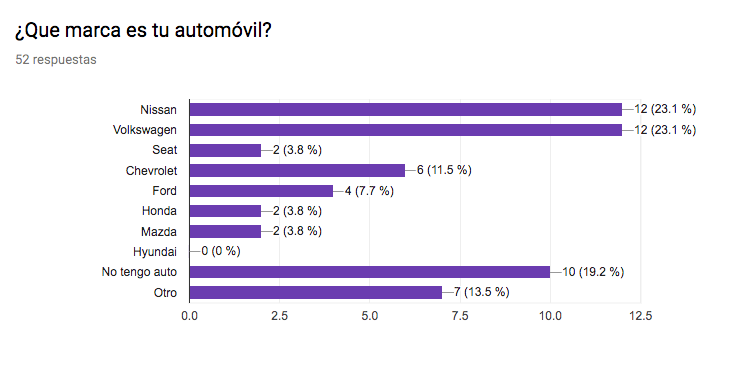 ¿Que marca es tu automóvil?
52 respuestas
Nissan 12 (23.1 %)
Volkswagen 12 (23.1 %)
Seat 2 (3.8 %)
Chevrolet 6 (11.5 %)
Ford 4 (7.7 %)
Honda 2 (3.8 %)
Mazda 2 (3.8 %)
Hyundai 0 (0 %)
No tengo auto 10 (19.2 %)
Otro 7 (13.5 %)
0.0 2.5 5.0 7.5 10.0 12.5